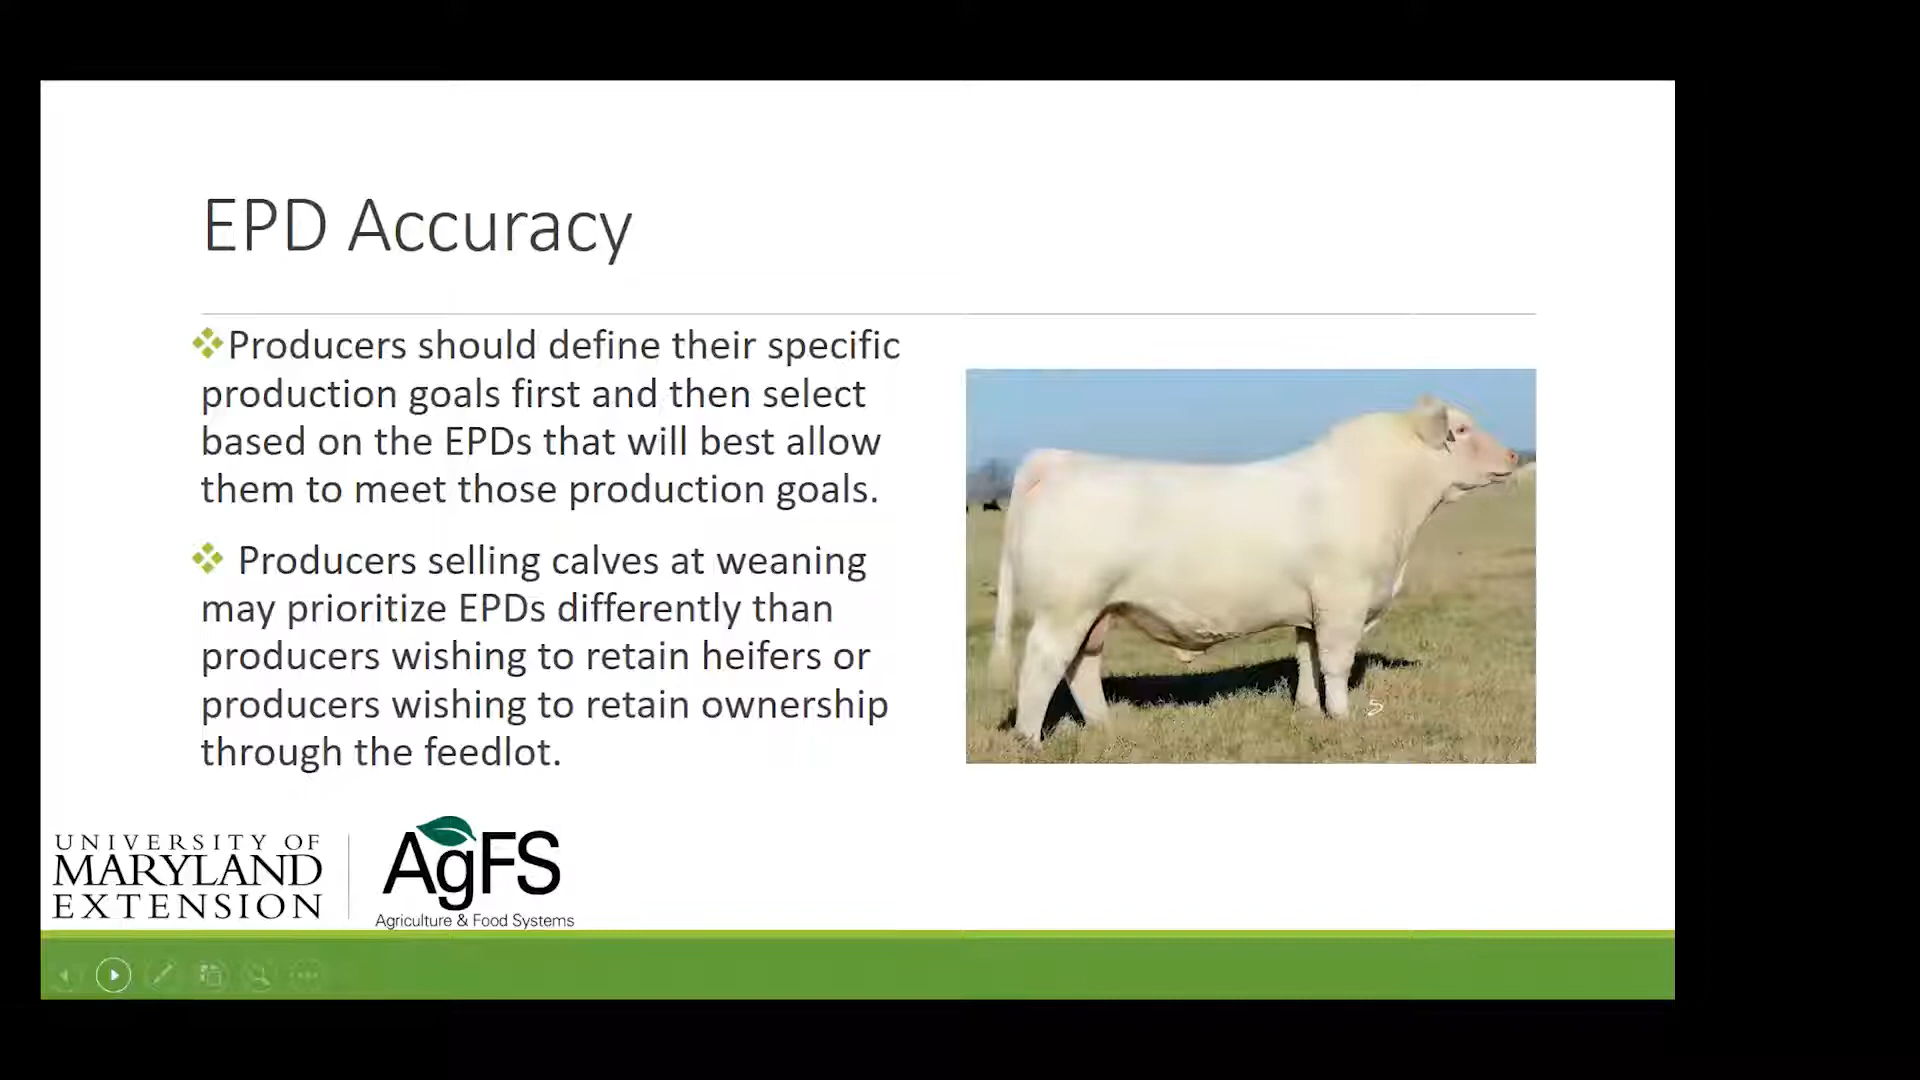 EPD Accuracy
Producers should define their specific
production goals first and then select
based on the EPDs that will best allow
them to meet those production goals.
Producers selling calves at weaning
may prioritize EPDs differently than
producers wishing to retain heifers or
producers wishing to retain ownership
through the feedlot.
UNIVERSITY OF
MARYLAND
EXTENSION
AgFS
Agriculture & Food Systems